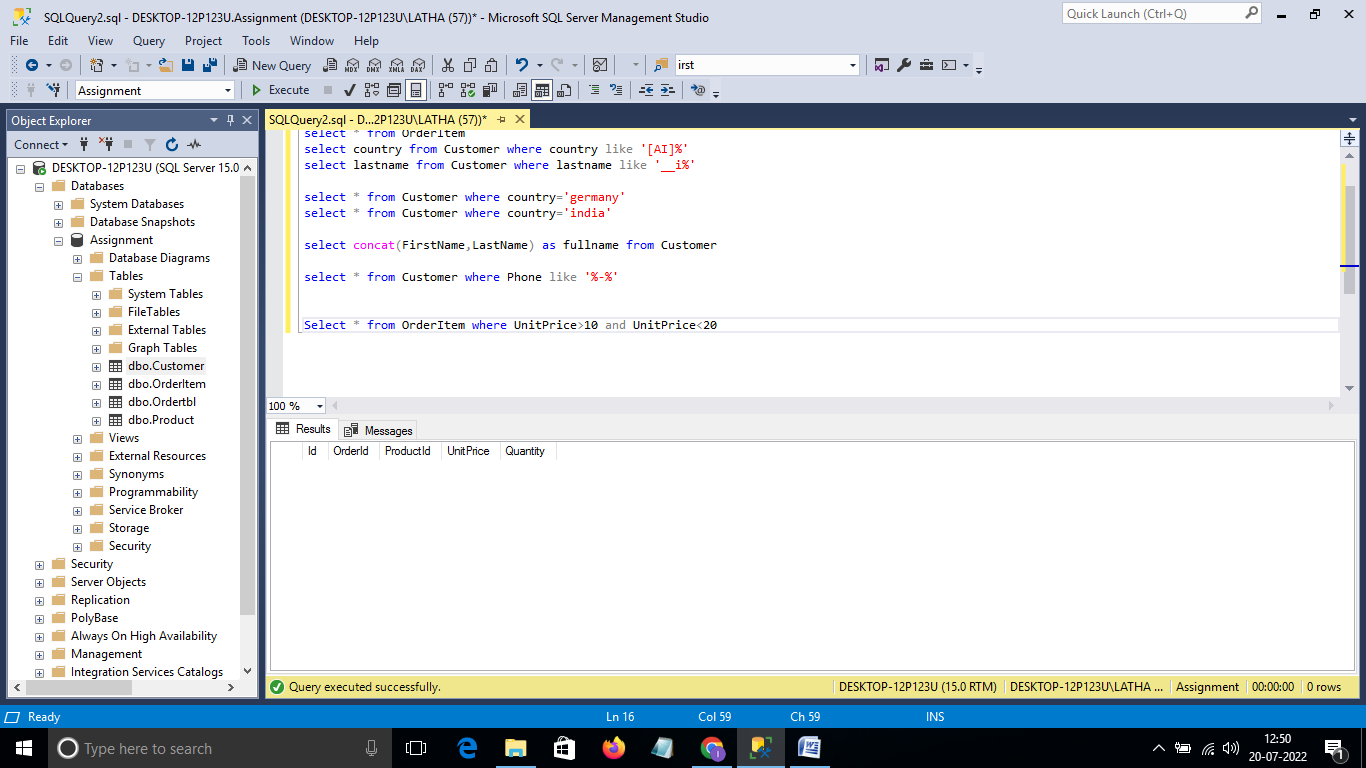 SQLQuery2.sql - DESKTOP-12P123U.Assignment (DESKTOP-12P123U\LATHA (57))* - Microsoft SQL Server Management Studio
Quick Launch (Ctrl+Q)
File Edit View Query Project Tools Window Help
New Query MDX DMX XMLA DAX irst
Assignment Execute
Object Explorer
Connect
DESKTOP-12P123U (SQL Server 15.0
Databases
System Databases
Database Snapshots
Assignment
Database Diagrams
Tables
System Tables
FileTables
External Tables
Graph Tables
dbo.Customer
dbo.OrderItem
dbo.Ordertbl
dbo.Product
Views
External Resources
Synonyms
Programmability
Service Broker
Storage
Security
Security
Server Objects
Replication
PolyBase
Always On High Availability
Management
Integration Services Catalogs
SQLQuery2.sql - D...2P123U\LATHA (57))*
select * from OrderItem
select country from Customer where country like '[AI]%'
select lastname from Customer where lastname like '__i%'
select * from Customer where country='germany'
select * from Customer where country='india'
select concat(FirstName,LastName) as fullname from Customer
select * from Customer where Phone like '%-%'
Select * from OrderItem where UnitPrice>10 and UnitPrice<20
100 %
Results Messages
Id OrderId ProductId UnitPrice Quantity
Query executed successfully. DESKTOP-12P123U (15.0 RTM) DESKTOP-12P123U\LATHA ... Assignment 00:00:00 0 rows
Ready Ln 16 Col 59 Ch 59 INS
Type here to search
12:50
20-07-2022
1